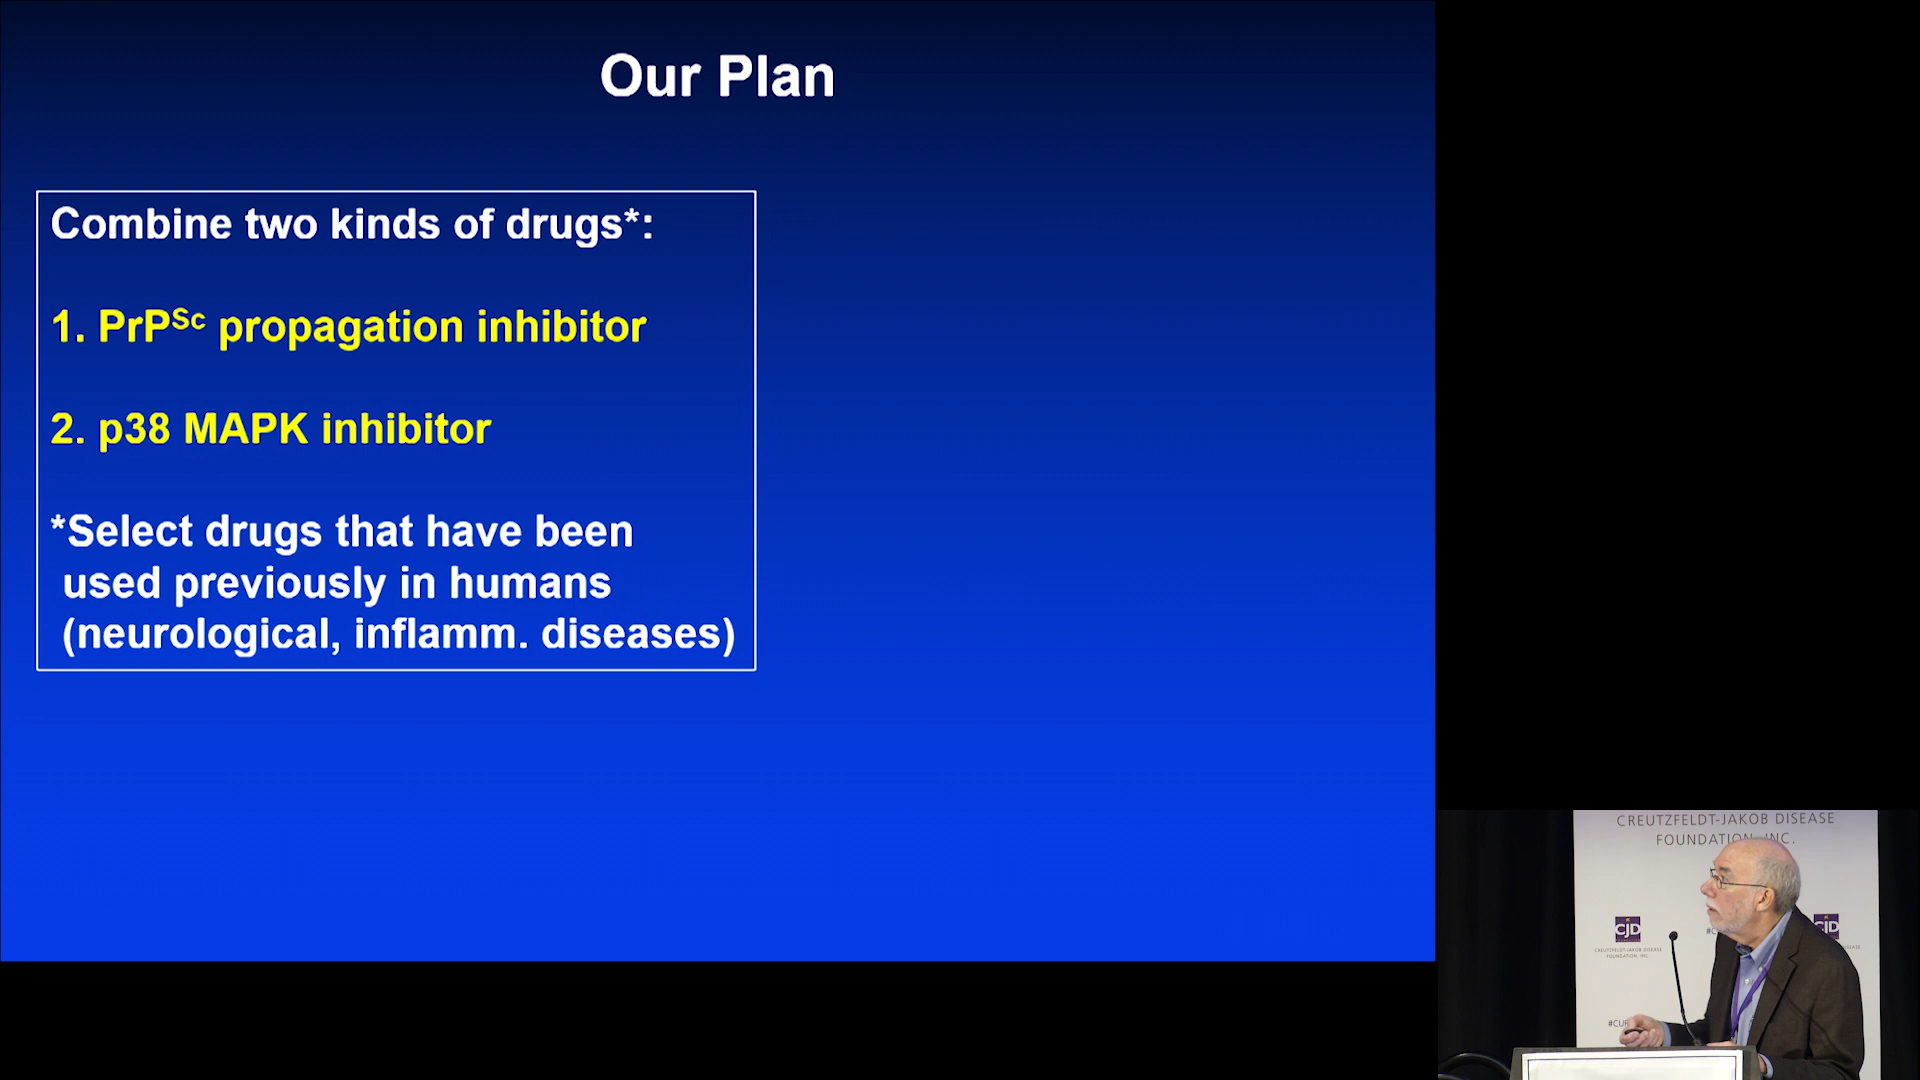 Our Plan
Combine two kinds of drugs*:
1. PrPSc propagation inhibitor
2. p38 MAPK inhibitor
*Select drugs that have been
used previously in humans
(neurological, inflamm. diseases)
CREUTZFELDT-JAKOB DISEASE
FOUNDATION, INC.
CJD
CREUTZFELDT-JAKOB DISEASE
FOUNDATION, INC
CJD